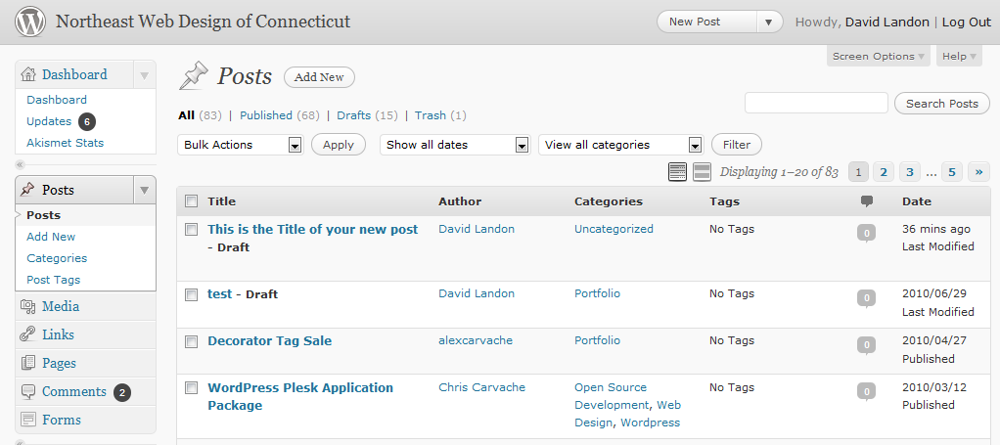 Northeast Web Design of Connecticut
New Post
Howdy, David Landon | Log Out
Screen Options
Help
Dashboard
Dashboard
Updates 6
Akismet Stats
Posts
Posts
Add New
Categories
Post Tags
Media
Links
Pages
Comments 2
Forms
Posts Add New
All (83) | Published (68) | Drafts (15) | Trash (1)
Search Posts
Bulk Actions Apply Show all dates View all categories Filter
Displaying 1–20 of 83 1 2 3 ... 5 »
Title Author Categories Tags Date
This is the Title of your new post David Landon Uncategorized No Tags 0 36 mins ago
- Draft Last Modified
test - Draft David Landon Portfolio No Tags 0 2010/06/29
Last Modified
Decorator Tag Sale alexcarvache Portfolio No Tags 0 2010/04/27
Published
WordPress Plesk Application Chris Carvache Open Source No Tags 0 2010/03/12
Package Development, Web Published
Design, Wordpress